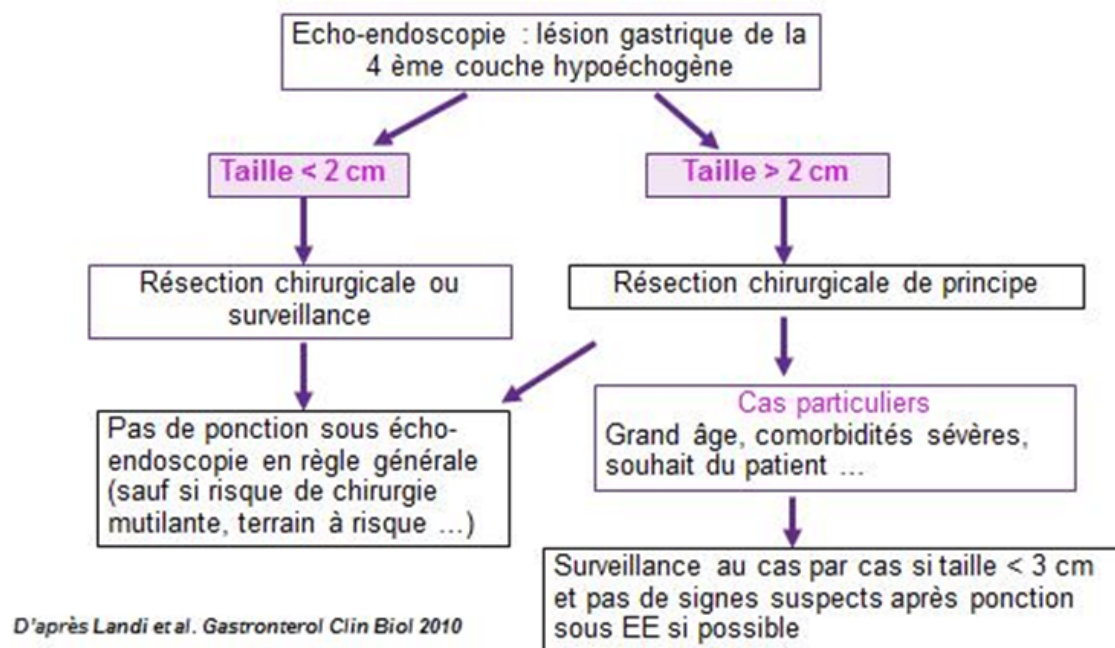 Echo-endoscopie : lésion gastrique de la
4 ème couche hypoéchogène
Taille < 2 cm
Taille > 2 cm
Résection chirurgicale ou
surveillance
Résection chirurgicale de principe
Pas de ponction sous écho-
endoscopie en règle générale
(sauf si risque de chirurgie
mutilante, terrain à risque ...)
Cas particuliers
Grand âge, comorbidités sévères,
souhait du patient ...
Surveillance au cas par cas si taille < 3 cm
et pas de signes suspects après ponction
sous EE si possible
D'après Landi et al. Gastronterol Clin Biol 2010